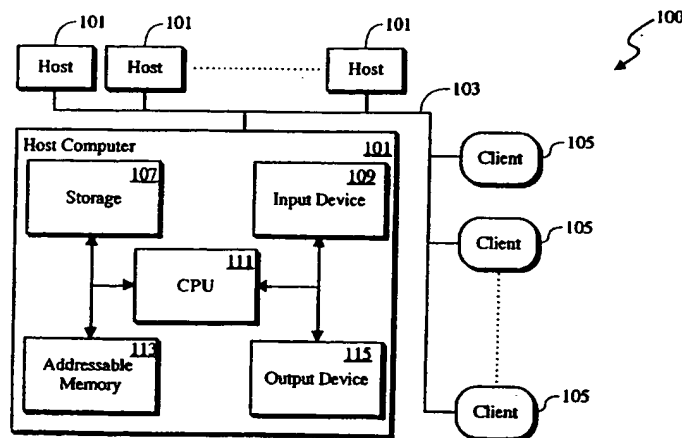 101 101 101 100
Host Host Host
103
Host Computer 101
107 109
Storage Input Device
Client 105
111
CPU
Client 105
113 115
Addressable Memory Output Device
Client 105